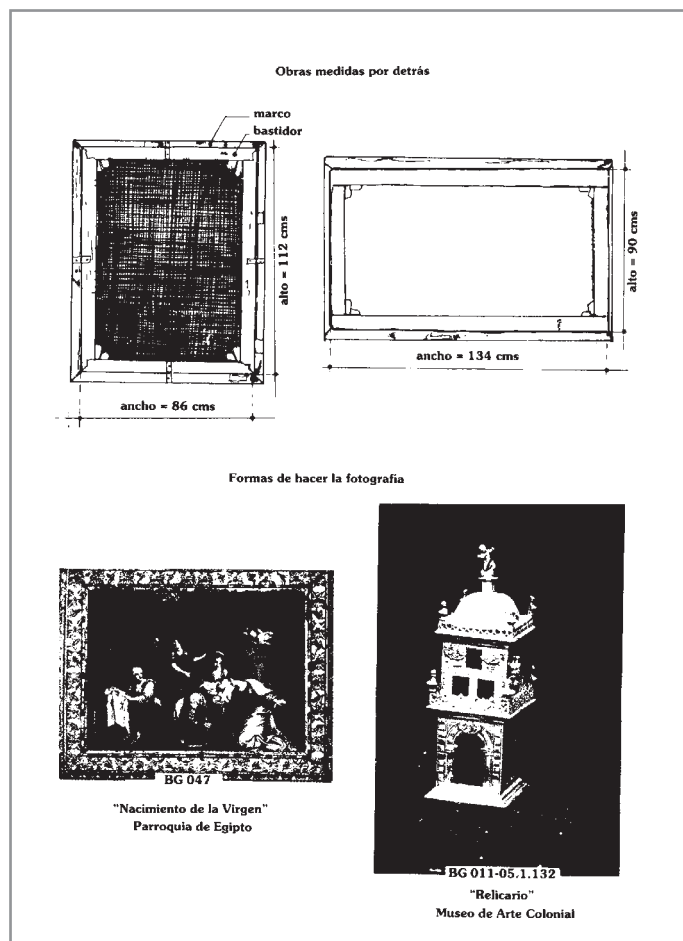 Obras medidas por detrás
marco
bastidor
alto = 112 cms
ancho = 86 cms
alto = 90 cms
ancho = 134 cms
Formas de hacer la fotografia
BG 047
"Nacimiento de la Virgen"
Parroquia de Egipto
BG 011-05.1.132
"Relicario"
Museo de Arte Colonial